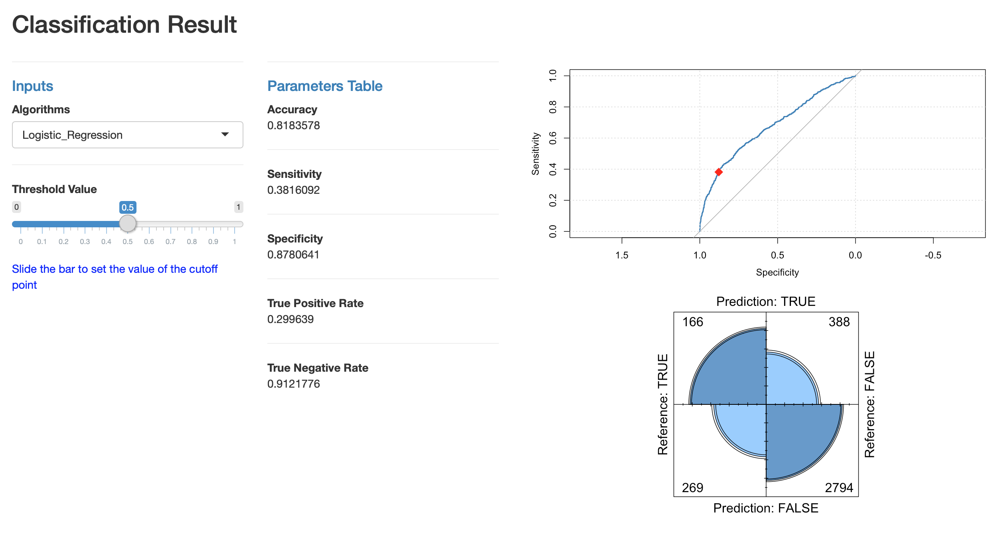 Classification Result
Inputs
Algorithms
Logistic_Regression
Threshold Value
0
0.5
1
0 0.1 0.2 0.3 0.4 0.5 0.6 0.7 0.8 0.9 1
Slide the bar to set the value of the cutoff
point
Parameters Table
Accuracy
0.8183578
Sensitivity
0.3816092
Specificity
0.8780641
True Positive Rate
0.299639
True Negative Rate
0.9121776
Sensitivity
1.0
0.8
0.6
0.4
0.2
0.0
1.5 1.0 0.5 0.0 -0.5
Specificity
Prediction: TRUE
166 388
Reference: TRUE
Reference: FALSE
269 2794
Prediction: FALSE